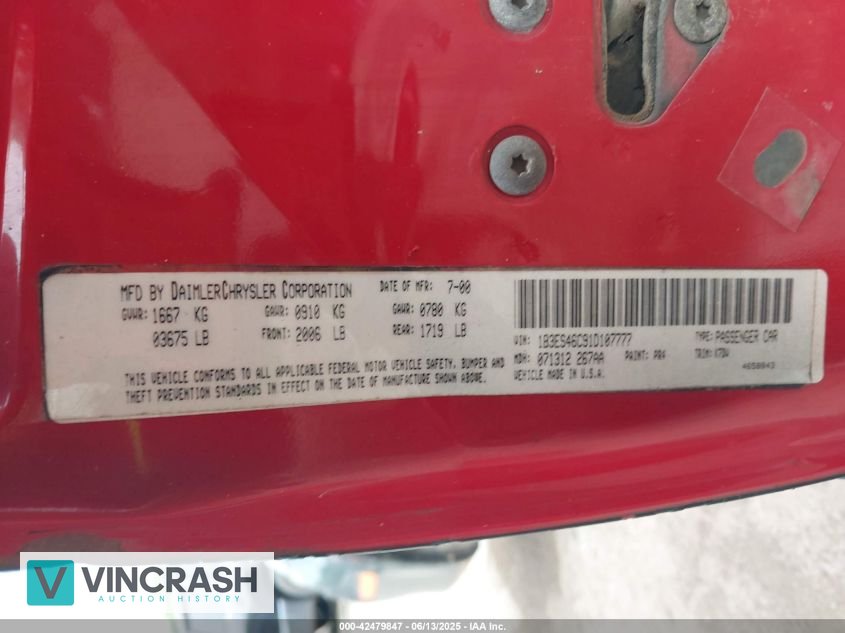 MFD BY DAIMLERCHRYSLER CORPORATION DATE OF MFR: 7-00
GVWR: 1667 KG GAWR: 0910 KG GAWR: 0780 KG
03675 LB FRONT: 2006 LB REAR: 1719 LB
THIS VEHICLE CONFORMS TO ALL APPLICABLE FEDERAL MOTOR VEHICLE SAFETY, BUMPER AND
THEFT PREVENTION STANDARDS IN EFFECT ON THE DATE OF MANUFACTURE SHOWN ABOVE.
VIN: 1B3ES46C91D107777 TYPE: PASSENGER CAR
MDH: 071312 267AA PAINT: PR4 TRIM: K7DV
VEHICLE MADE IN U.S.A. 4658843
V VINCRASH
AUCTION HISTORY
000-42479847 - 06/13/2025 - IAA Inc.